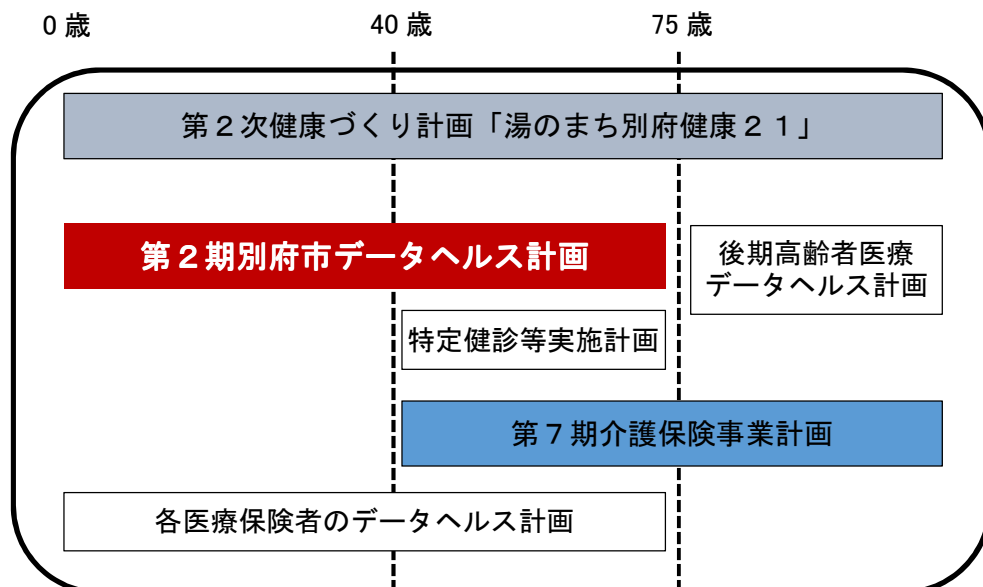 0歳
40歳
75歳
第２次健康づくり計画「湯のまち別府健康２１」
第２期別府市データヘルス計画
後期高齢者医療
データヘルス計画
特定健診等実施計画
第７期介護保険事業計画
各医療保険者のデータヘルス計画